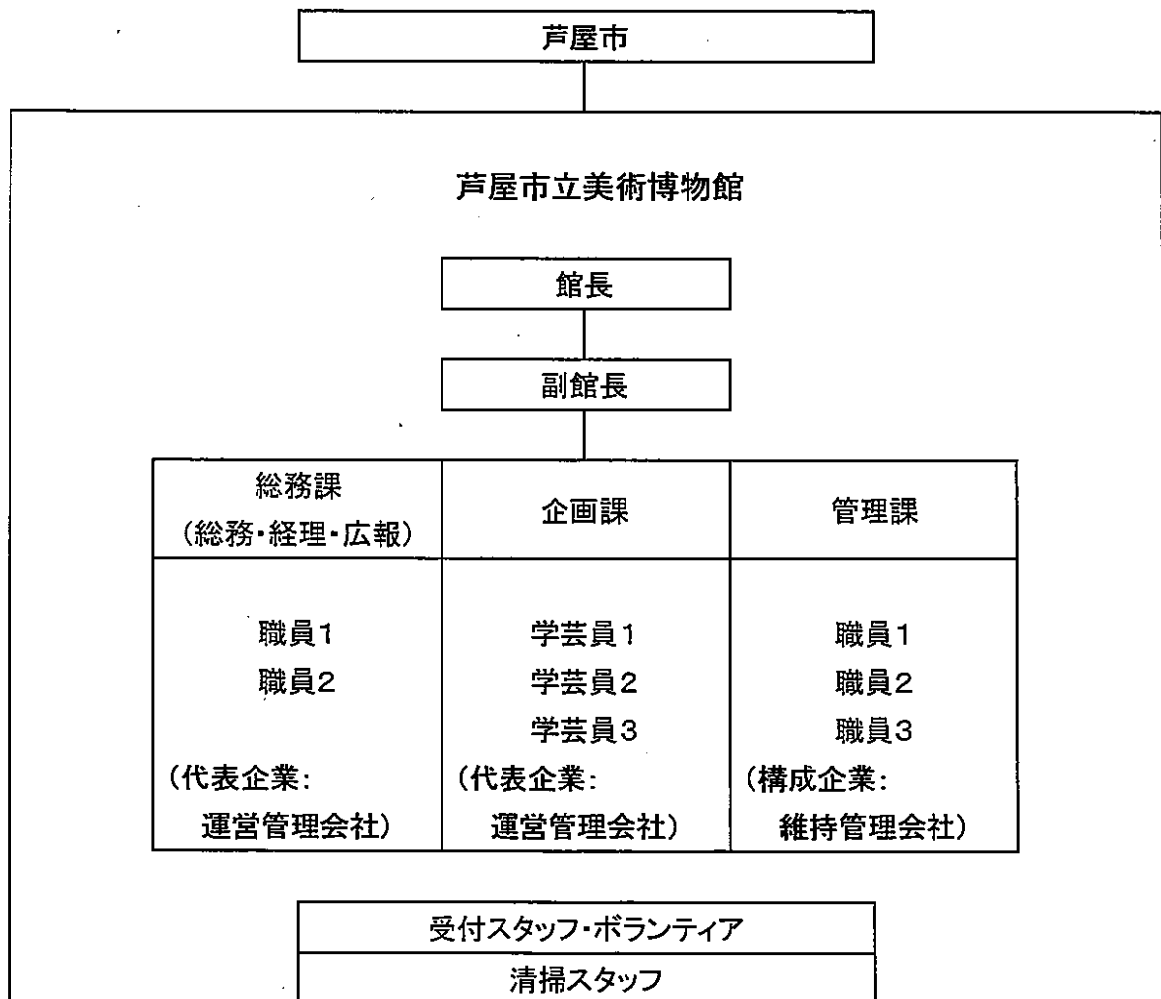 芦屋市
芦屋市立美術博物館
館長
副館長
総務課
(総務・経理・広報)
企画課
管理課
職員1
職員2
(代表企業:
運営管理会社)
学芸員1
学芸員2
学芸員3
(代表企業:
運営管理会社)
職員1
職員2
職員3
(構成企業:
維持管理会社)
受付スタッフ・ボランティア
清掃スタッフ